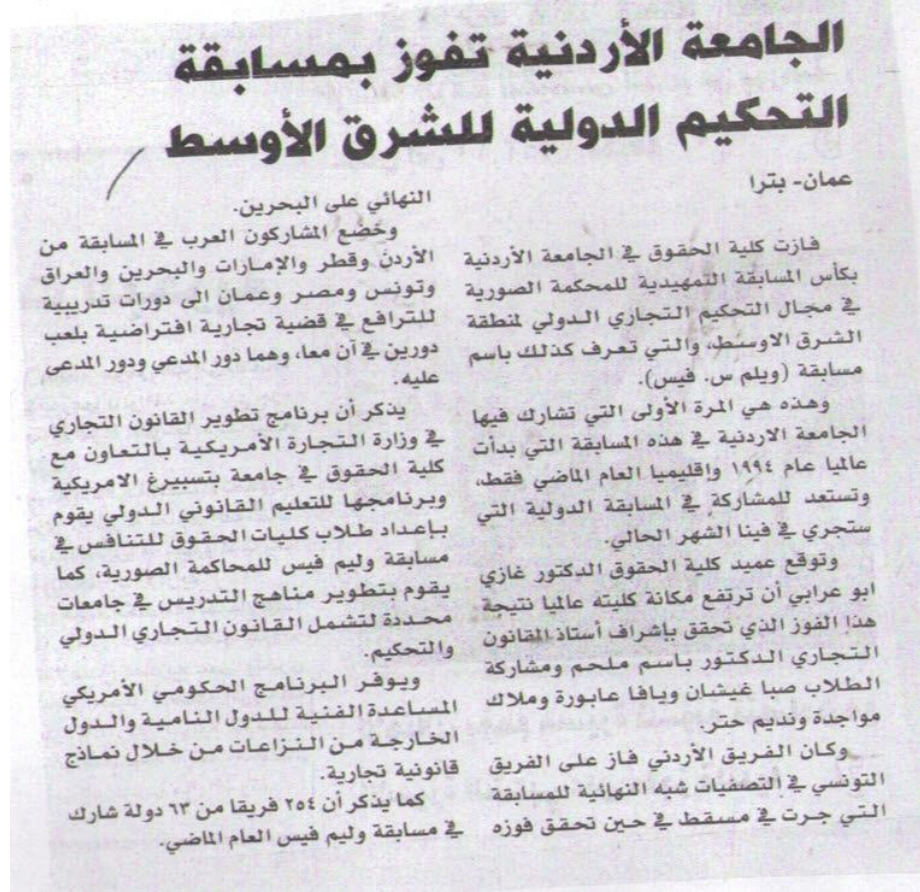 الجامعة الأردنية تفوز بمسابقة
التحكيم الدولية للشرق الأوسط
عمان- بترا
فازت كلية الحقوق في الجامعة الأردنية
بكأس المسابقة التمهيدية للمحكمة الصورية
في مجال التحكيم التجاري الدولي لمنطقة
الشرق الاوسط، والتي تعرف كذلك باسم
مسابقة (ويلم س. فيس).
وهذه هي المرة الأولى التي تشارك فيها
الجامعة الاردنية في هذه المسابقة التي بدأت
عالميا عام ١٩٩٤ وإقليميا العام الماضي فقط،
وتستعد للمشاركة في المسابقة الدولية التي
ستجري في فينا الشهر الحالي.
وتوقع عميد كلية الحقوق الدكتور غازي
ابو عرابي أن ترتفع مكانة كليته عالميا نتيجة
هذا الفوز الذي تحقق بإشراف أستاذ القانون
التجاري الدكتور باسم ملحم ومشاركة
الطلاب صبا غيشان ويافا عابورة وملاك
مواجدة ونديم حتر.
وكان الفريق الأردني فاز على الفريق
التونسي في التصفيات شبه النهائية للمسابقة
التي جرت في مسقط في حين تحقق فوزه
النهائي على البحرين.
وخضع المشاركون العرب في المسابقة من
الأردن وقطر والإمارات والبحرين والعراق
وتونس ومصر وعمان الى دورات تدريبية
للترافع في قضية تجارية افتراضية بلعب
دورين في آن معا، وهما دور المدعي ودور المدعى
عليه.
يذكر أن برنامج تطوير القانون التجاري
في وزارة التجارة الأمريكية بالتعاون مع
كلية الحقوق في جامعة بتسبيرغ الامريكية
وبرنامجها للتعليم القانوني الدولي يقوم
بإعداد طلاب كليات الحقوق للتنافس في
مسابقة وليم فيس للمحاكمة الصورية، كما
يقوم بتطوير مناهج التدريس في جامعات
محددة لتشمل القانون التجاري الدولي
والتحكيم.
ويوفر البرنامج الحكومي الأمريكي
المساعدة الفنية للدول النامية والدول
الخارجة من النزاعات من خلال نماذج
قانونية تجارية.
كما يذكر أن ٢٥٤ فريقا من ٦٣ دولة شارك
في مسابقة وليم فيس العام الماضي.